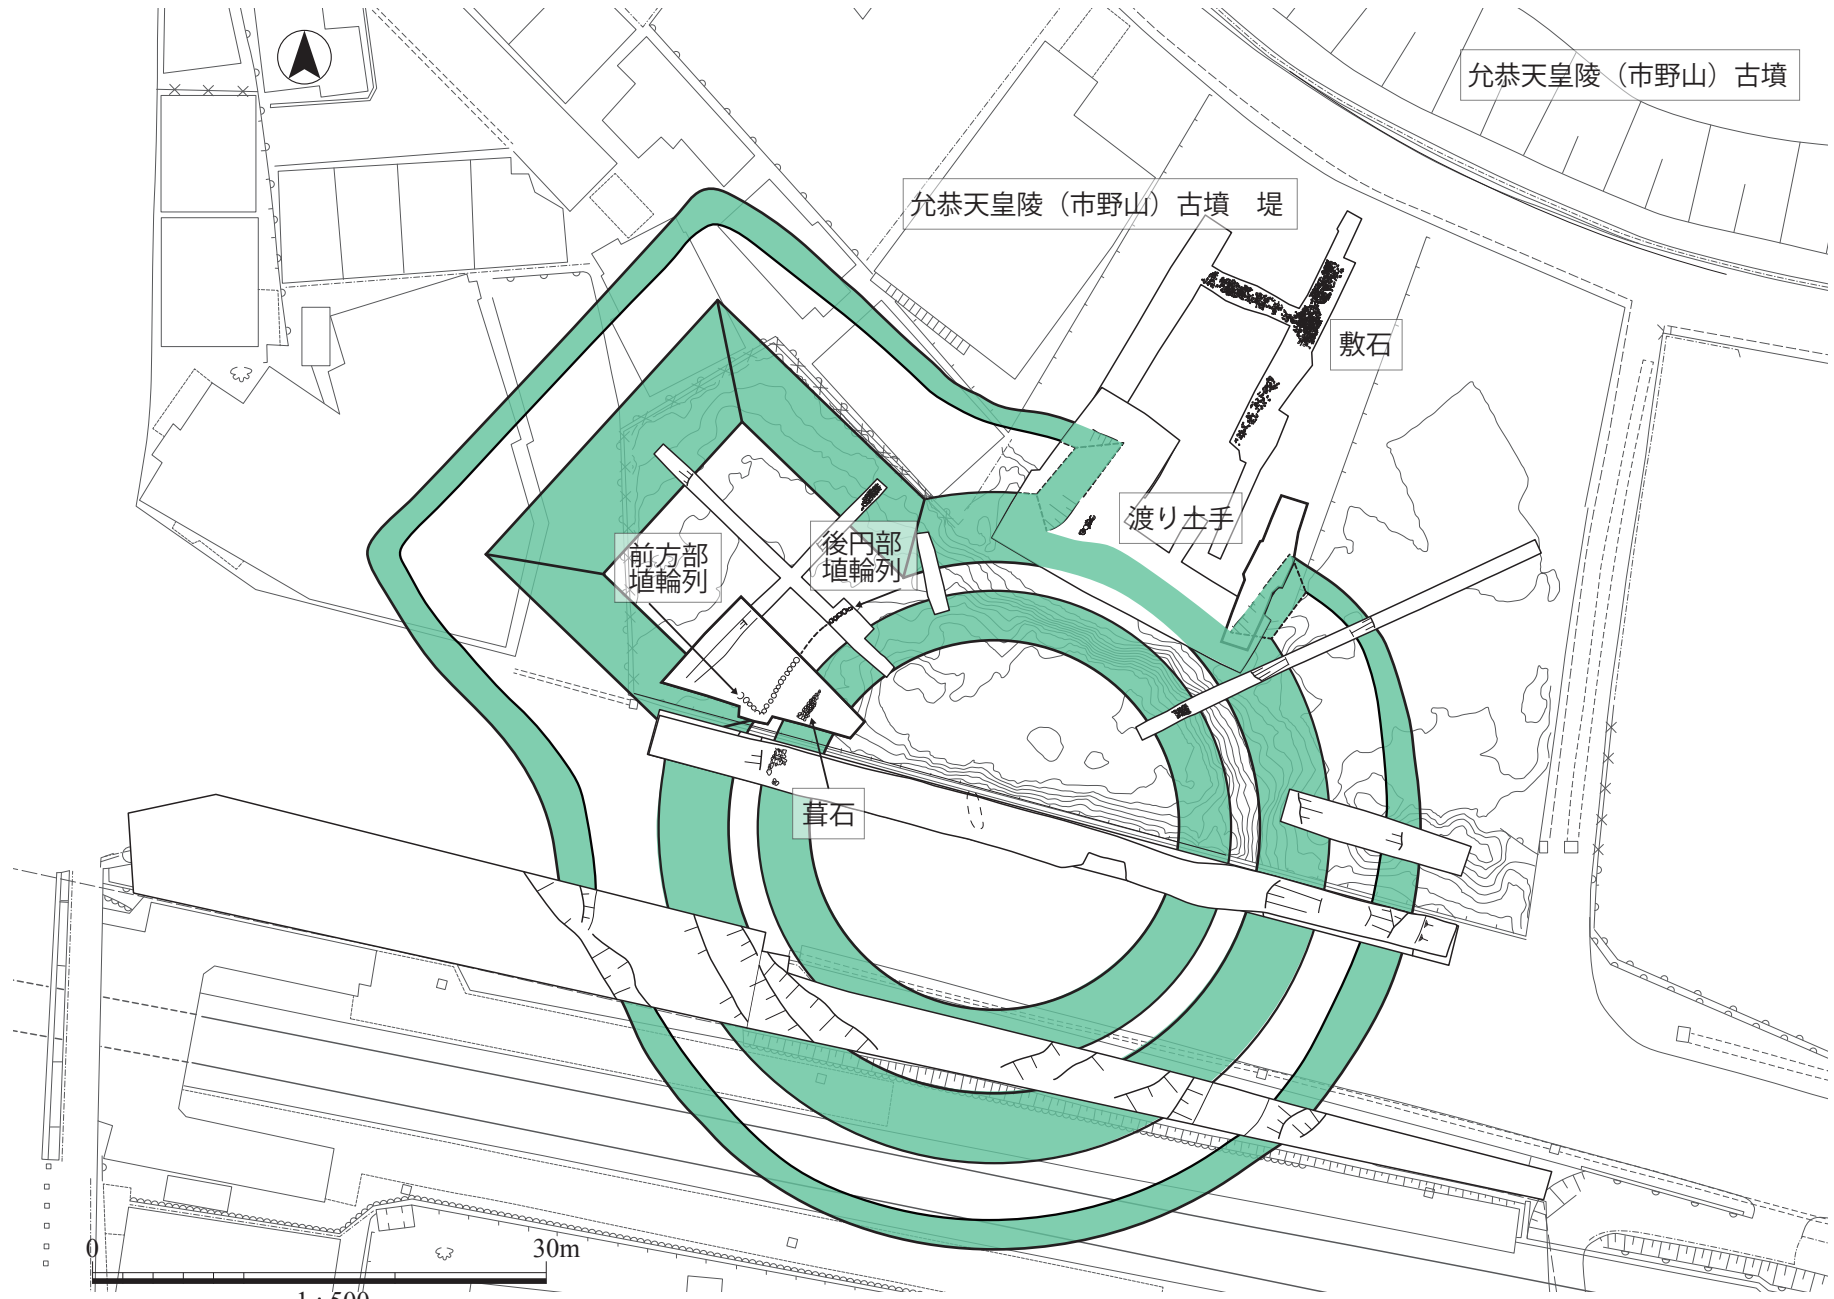 允恭天皇陵（市野山）古墳
允恭天皇陵（市野山）古墳　堤
敷石
渡り土手
後円部
埴輪列
前方部
埴輪列
葺石
0
30m
1 : 500